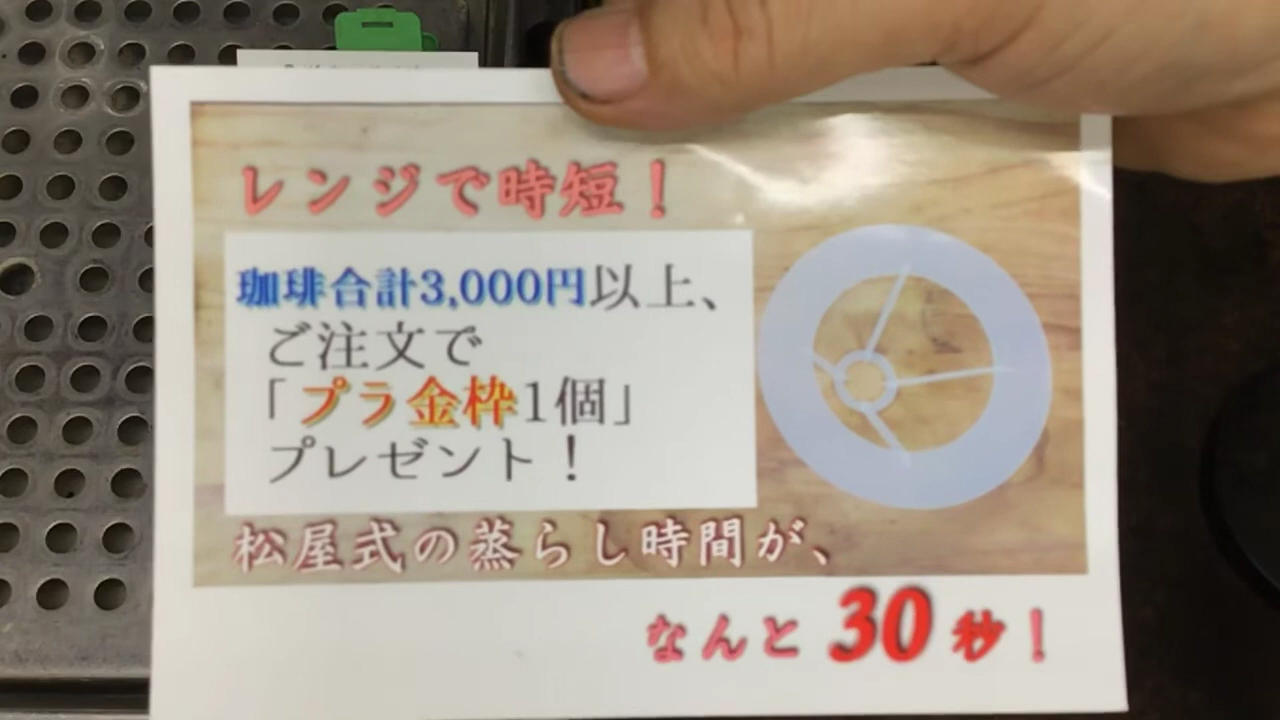 レンジで時短！
珈琲合計3,000円以上、
ご注文で
「プラ金枠1個」
プレゼント！
松屋式の蒸らし時間が、
なんと30秒！